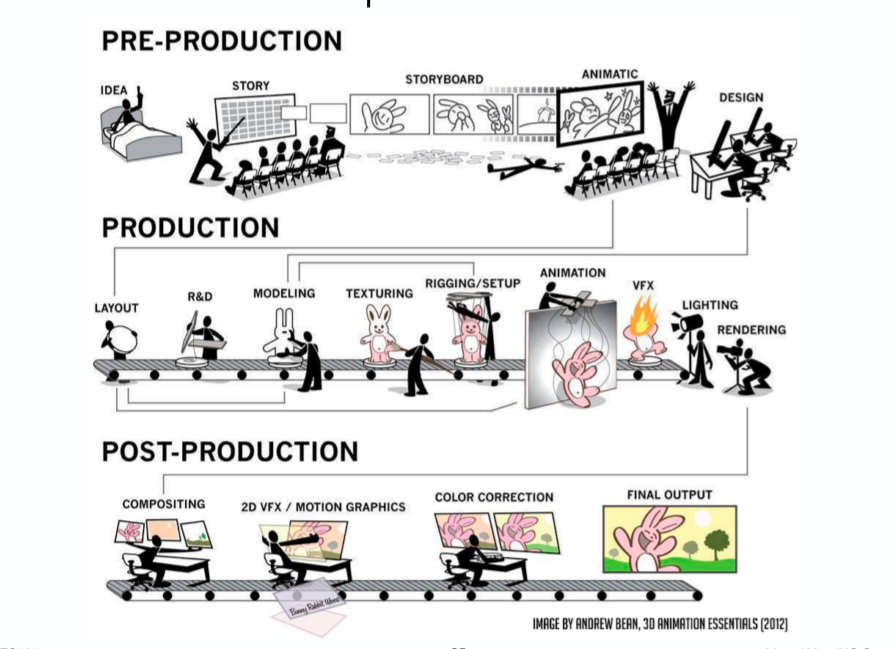 PRE-PRODUCTION
IDEA
STORY
STORYBOARD
ANIMATIC
DESIGN
PRODUCTION
LAYOUT
R&D
MODELING
TEXTURING
RIGGING/SETUP
ANIMATION
VFX
LIGHTING
RENDERING
POST-PRODUCTION
COMPOSITING
2D VFX / MOTION GRAPHICS
COLOR CORRECTION
FINAL OUTPUT
Bunny Rabbit Wins!
IMAGE BY ANDREW BEAN, 3D ANIMATION ESSENTIALS (2012)